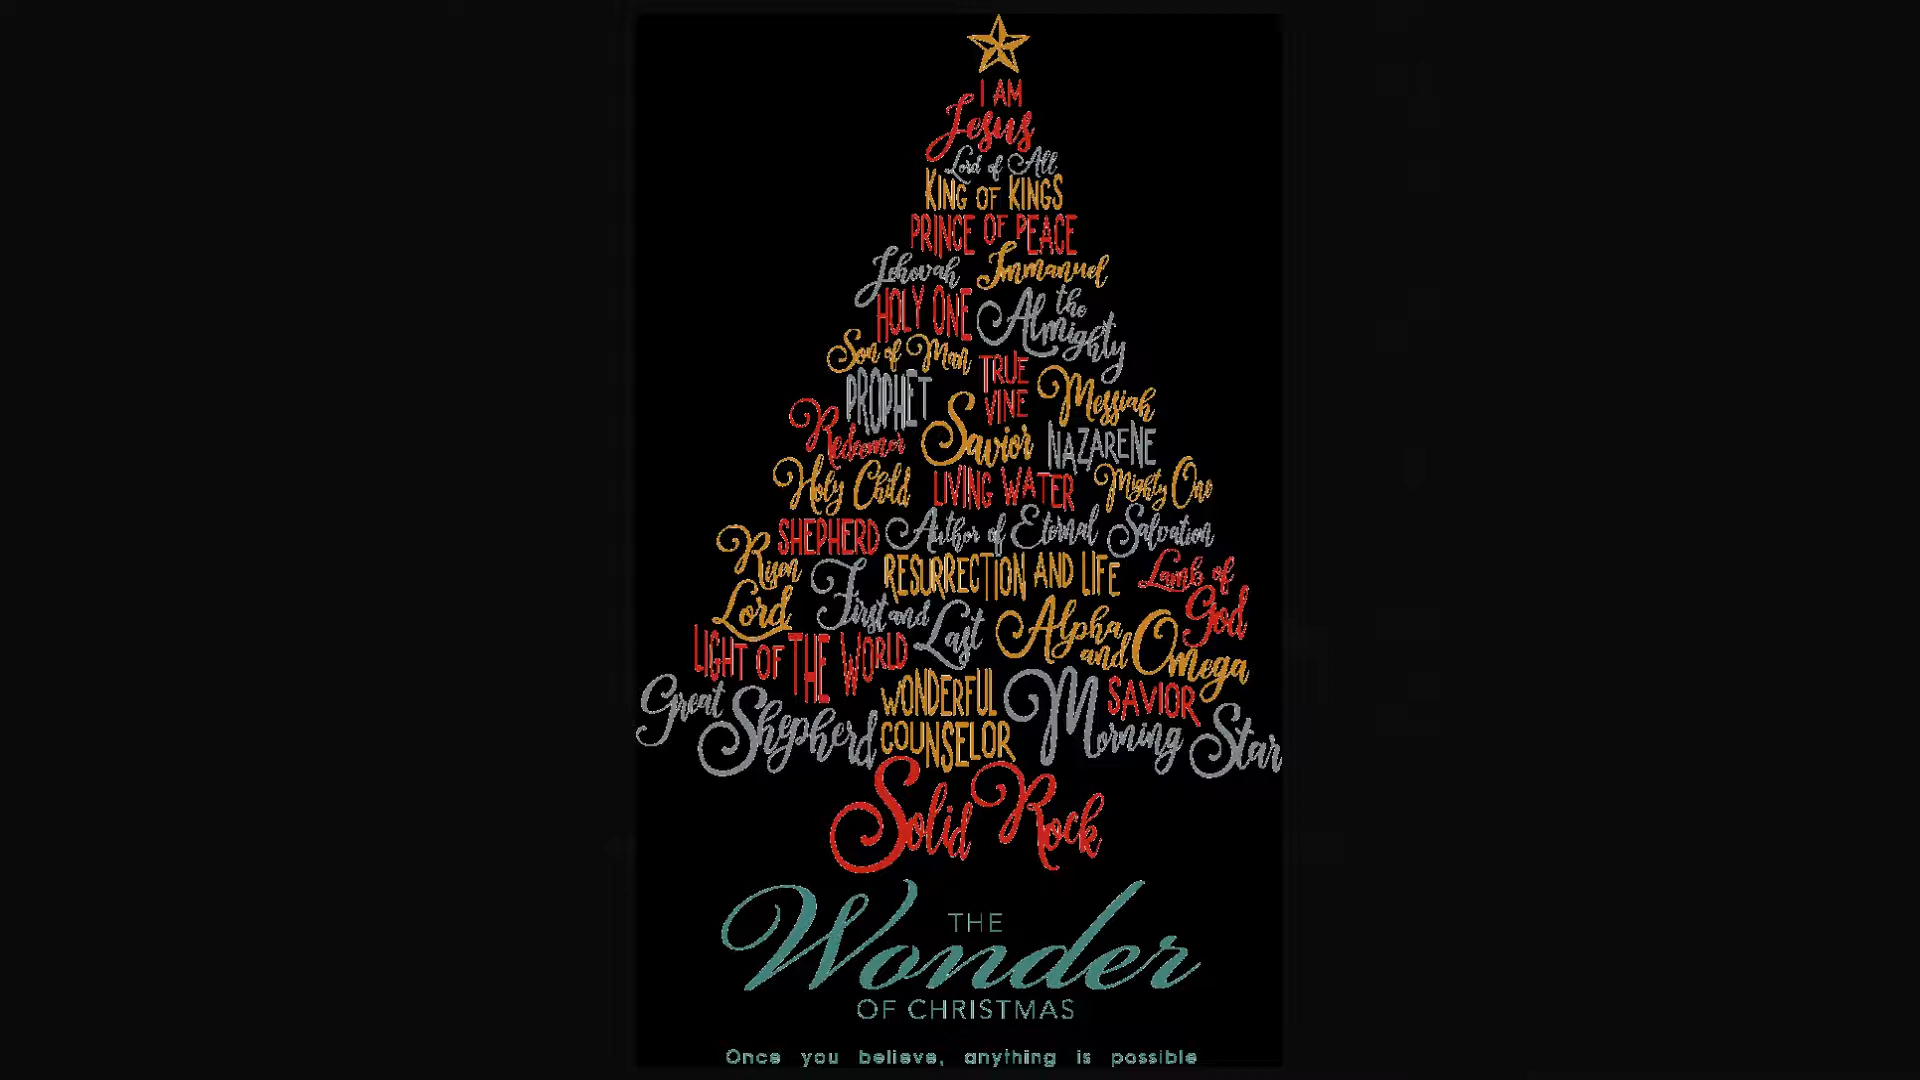 I AM
Jesus
Lord of All
KING OF KINGS
PRINCE OF PEACE
Jehovah Immanuel
HOLY ONE the Almighty
Son of Man
TRUE VINE
PROPHET
Messiah
Redeemer
Savior
NAZARENE
Holy Child
LIVING WATER
Mighty One
SHEPHERD
Author of Eternal Salvation
Risen Lord
RESURRECTION AND LIFE
Lamb of God
First and Last
Alpha and Omega
LIGHT OF THE WORLD
Great Shepherd
WONDERFUL COUNSELOR
SAVIOR
Morning Star
Solid Rock
THE
Wonder
OF CHRISTMAS
Once you believe, anything is possible